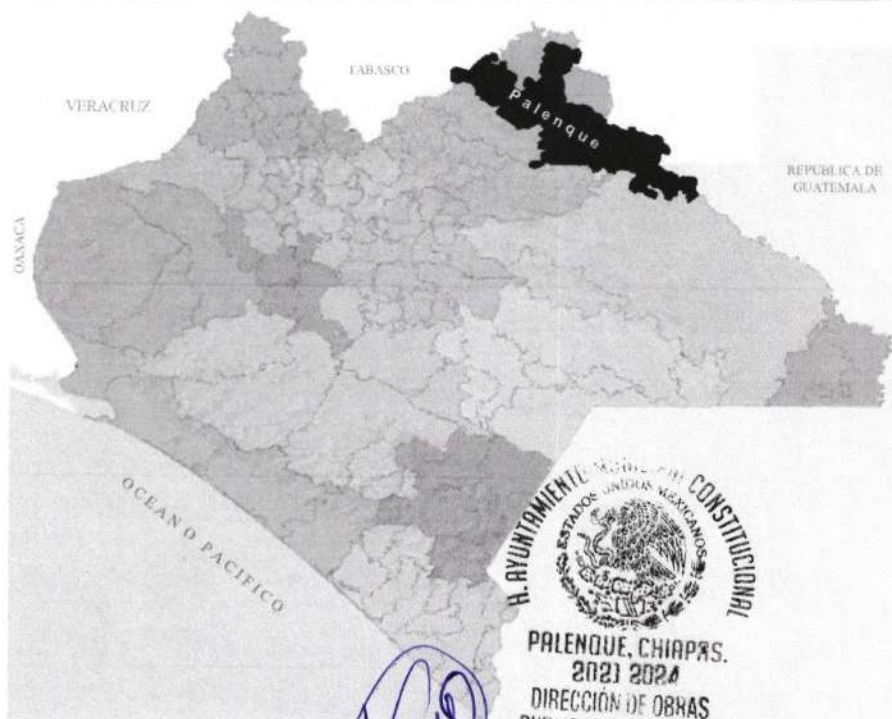 TABASCO
VERACRUZ
Palenque
REPÚBLICA DE
GUATEMALA
OAXACA
OCEANO PACIFICO
H. AYUNTAMIENTO CONSTITUCIONAL
ESTADOS UNIDOS MEXICANOS
PALENQUE, CHIAPAS.
2021 2024
DIRECCIÓN DE OBRAS